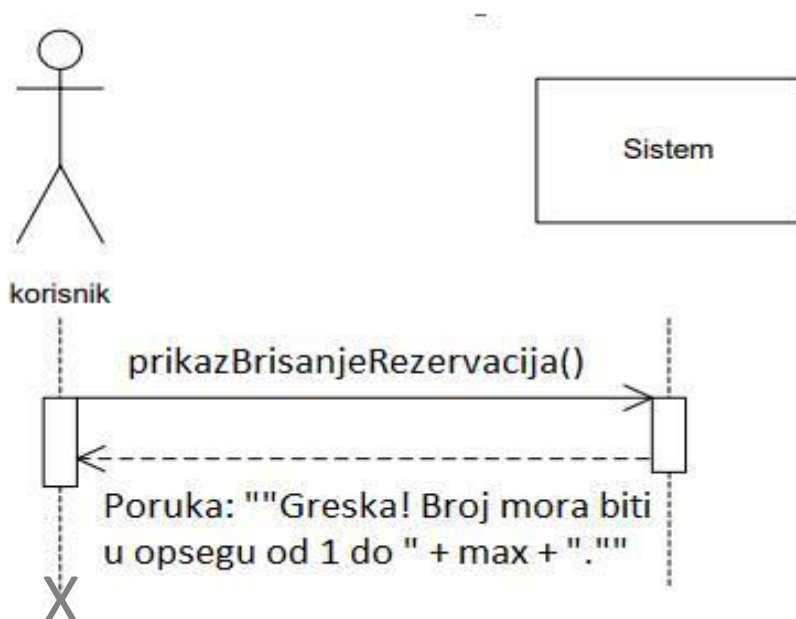 Sistem
korisnik
prikazBrisanjeRezervacija()
Poruka: ""Greska! Broj mora biti
u opsegu od 1 do " + max + ".""
X